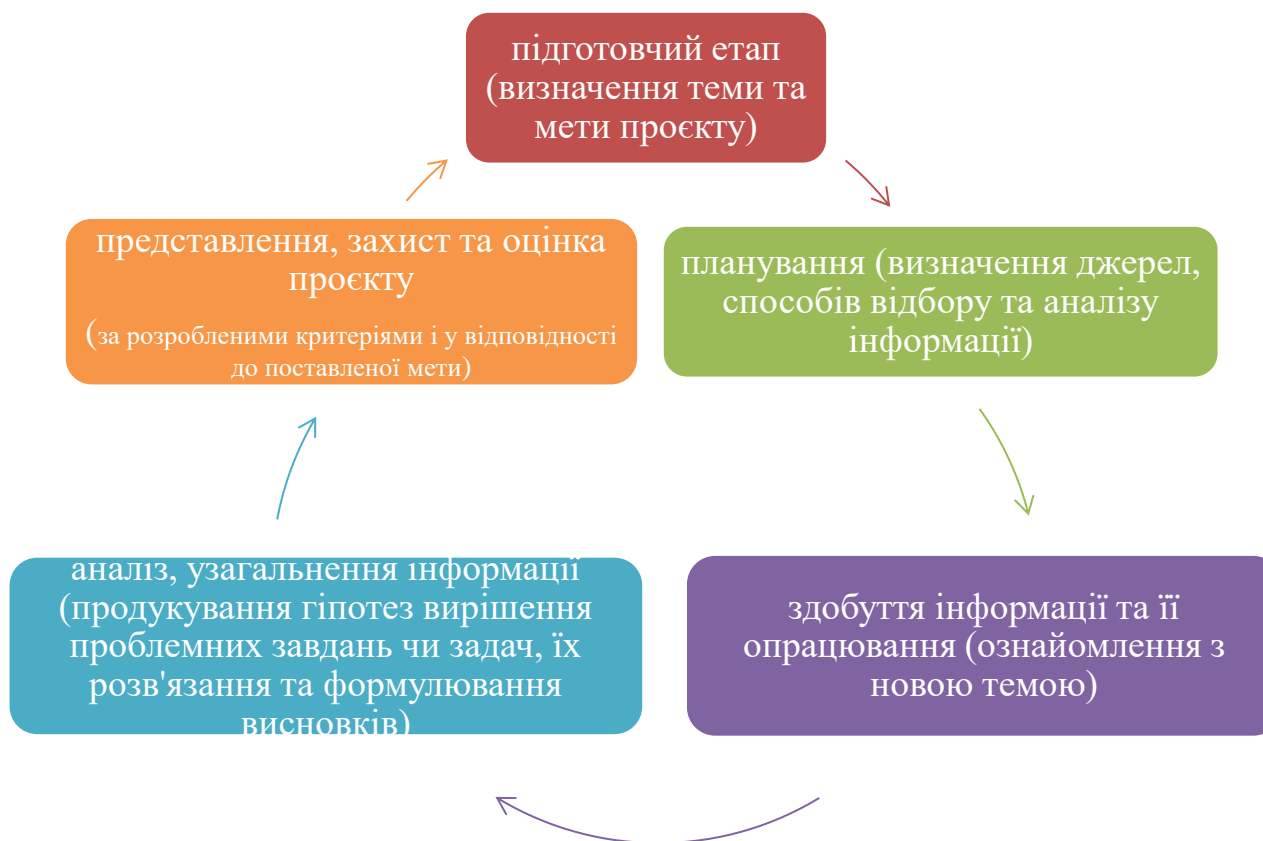 підготовчий етап
(визначення теми та
мети проєкту)
планування (визначення джерел,
способів відбору та аналізу
інформації)
здобуття інформації та її
опрацювання (ознайомлення з
новою темою)
аналіз, узагальнення інформації
(продукування гіпотез вирішення
проблемних завдань чи задач, їх
розв'язання та формулювання
висновків)
представлення, захист та оцінка
проєкту
(за розробленими критеріями і у відповідності
до поставленої мети)